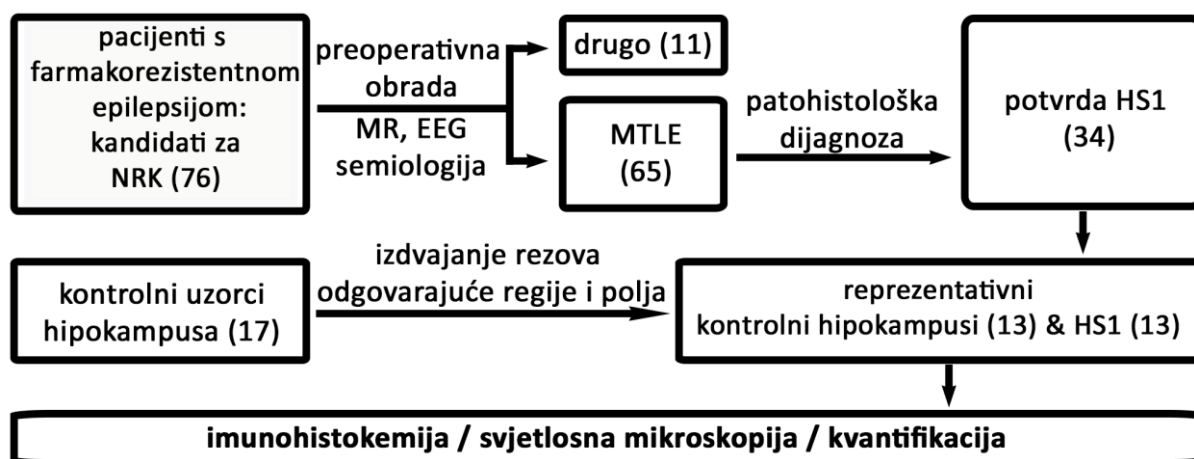 pacijenti s
farmakorezistentnom
epilepsijom:
kandidati za
NRK (76)
preoperativna
obrada
MR, EEG
semiologija
drugo (11)
MTLE
(65)
patohistološka
dijagnoza
potvrda HS1
(34)
kontrolni uzorci
hipokampusa (17)
izdvajanje rezova
odgovarajuće regije i polja
reprezentativni
kontrolni hipokampusi (13) & HS1 (13)
imunohistokemija / svjetlosna mikroskopija / kvantifikacija